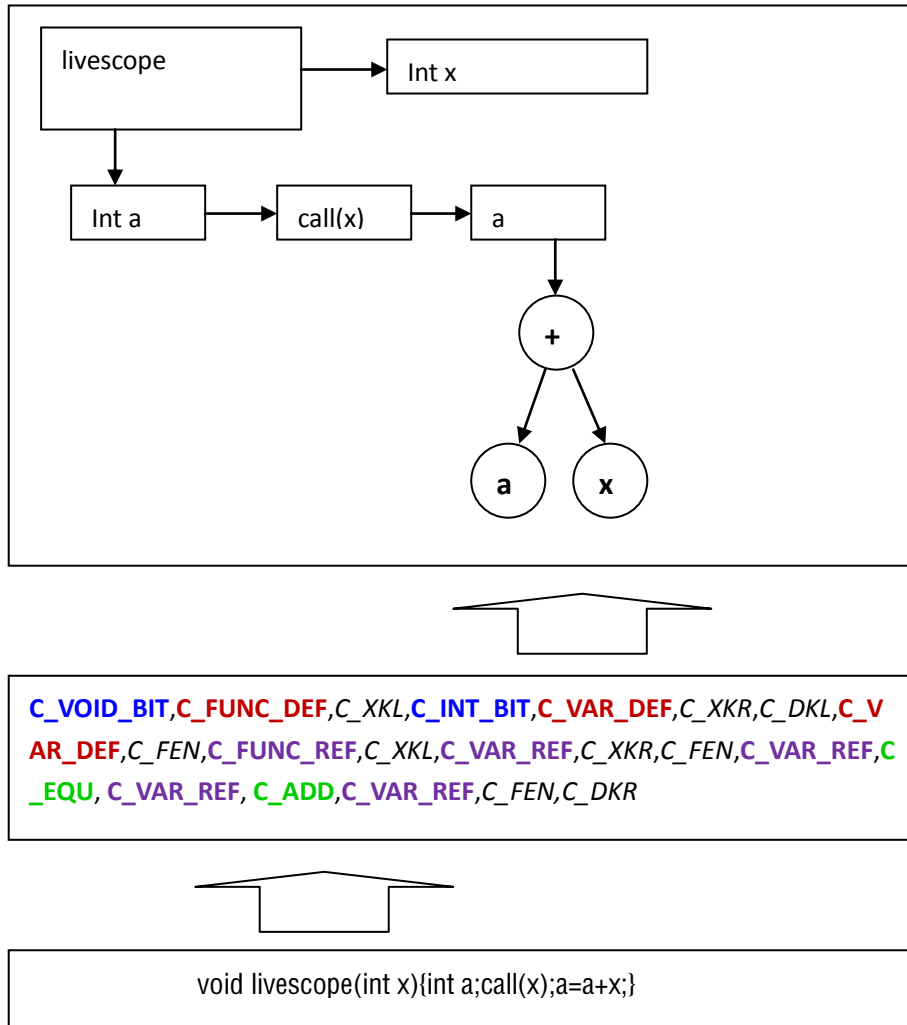 livescope
Int x
Int a
call(x)
a
+
a
x
C_VOID_BIT,C_FUNC_DEF,C_XKL,C_INT_BIT,C_VAR_DEF,C_XKR,C_DKL,C_V
AR_DEF,C_FEN,C_FUNC_REF,C_XKL,C_VAR_REF,C_XKR,C_FEN,C_VAR_REF,C
_EQU, C_VAR_REF, C_ADD,C_VAR_REF,C_FEN,C_DKR
void livescope(int x){int a;call(x);a=a+x;}